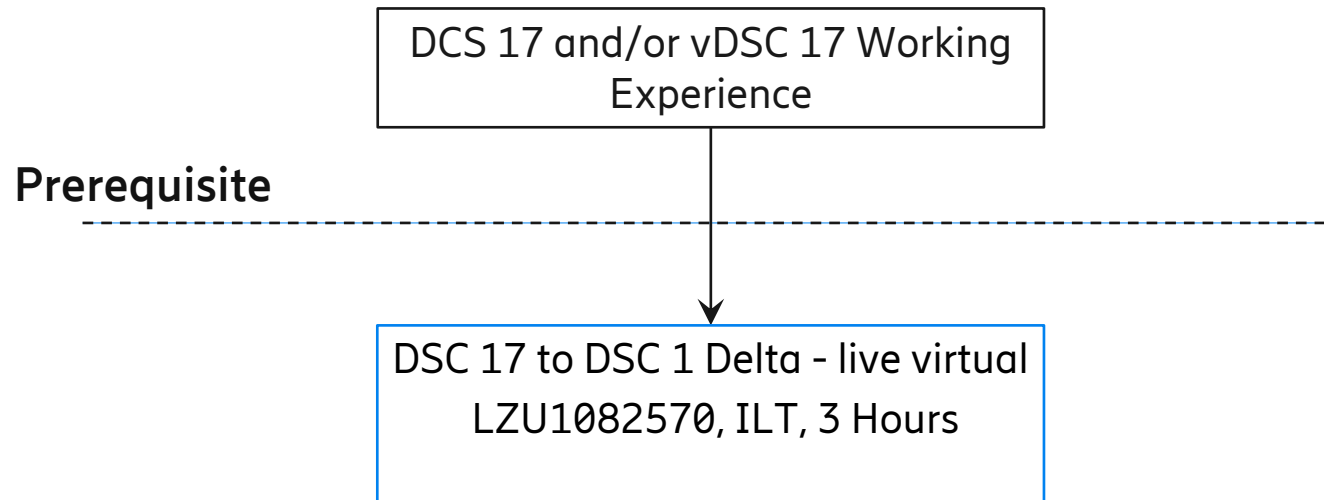 DCS 17 and/or vDSC 17 Working
Experience
Prerequisite
DSC 17 to DSC 1 Delta - live virtual
LZU1082570, ILT, 3 Hours